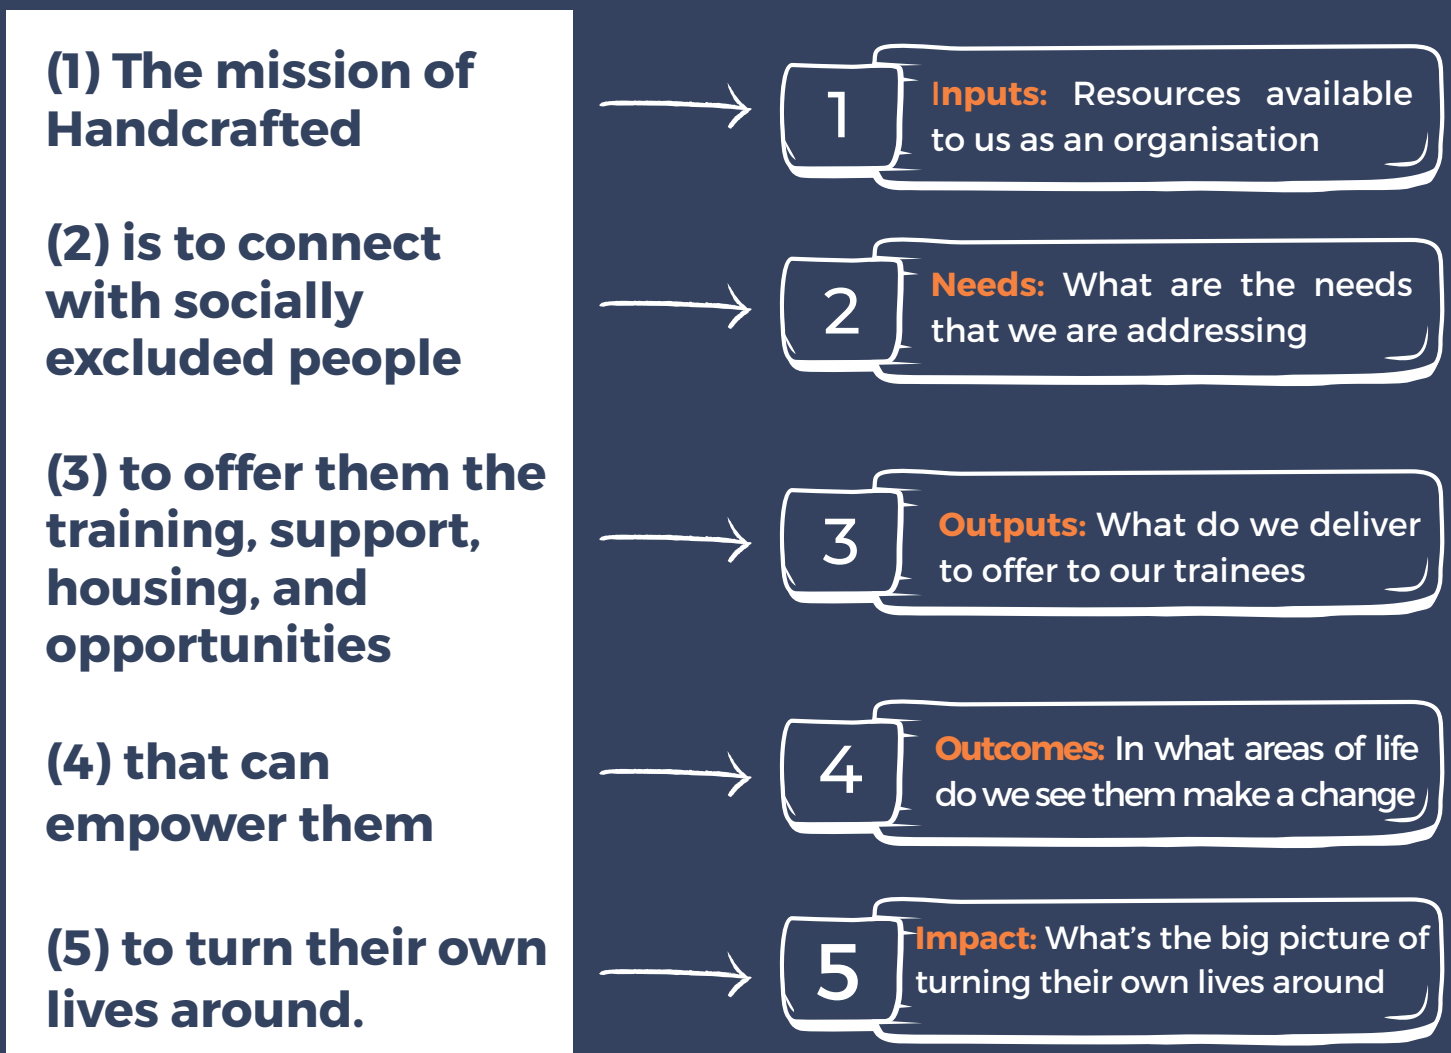 (1) The mission of
Handcrafted
1
Inputs: Resources available
to us as an organisation
(2) is to connect
with socially
excluded people
2
Needs: What are the needs
that we are addressing
(3) to offer them the
training, support,
housing, and
opportunities
3
Outputs: What do we deliver
to offer to our trainees
(4) that can
empower them
4
Outcomes: In what areas of life
do we see them make a change
(5) to turn their own
lives around.
5
Impact: What’s the big picture of
turning their own lives around